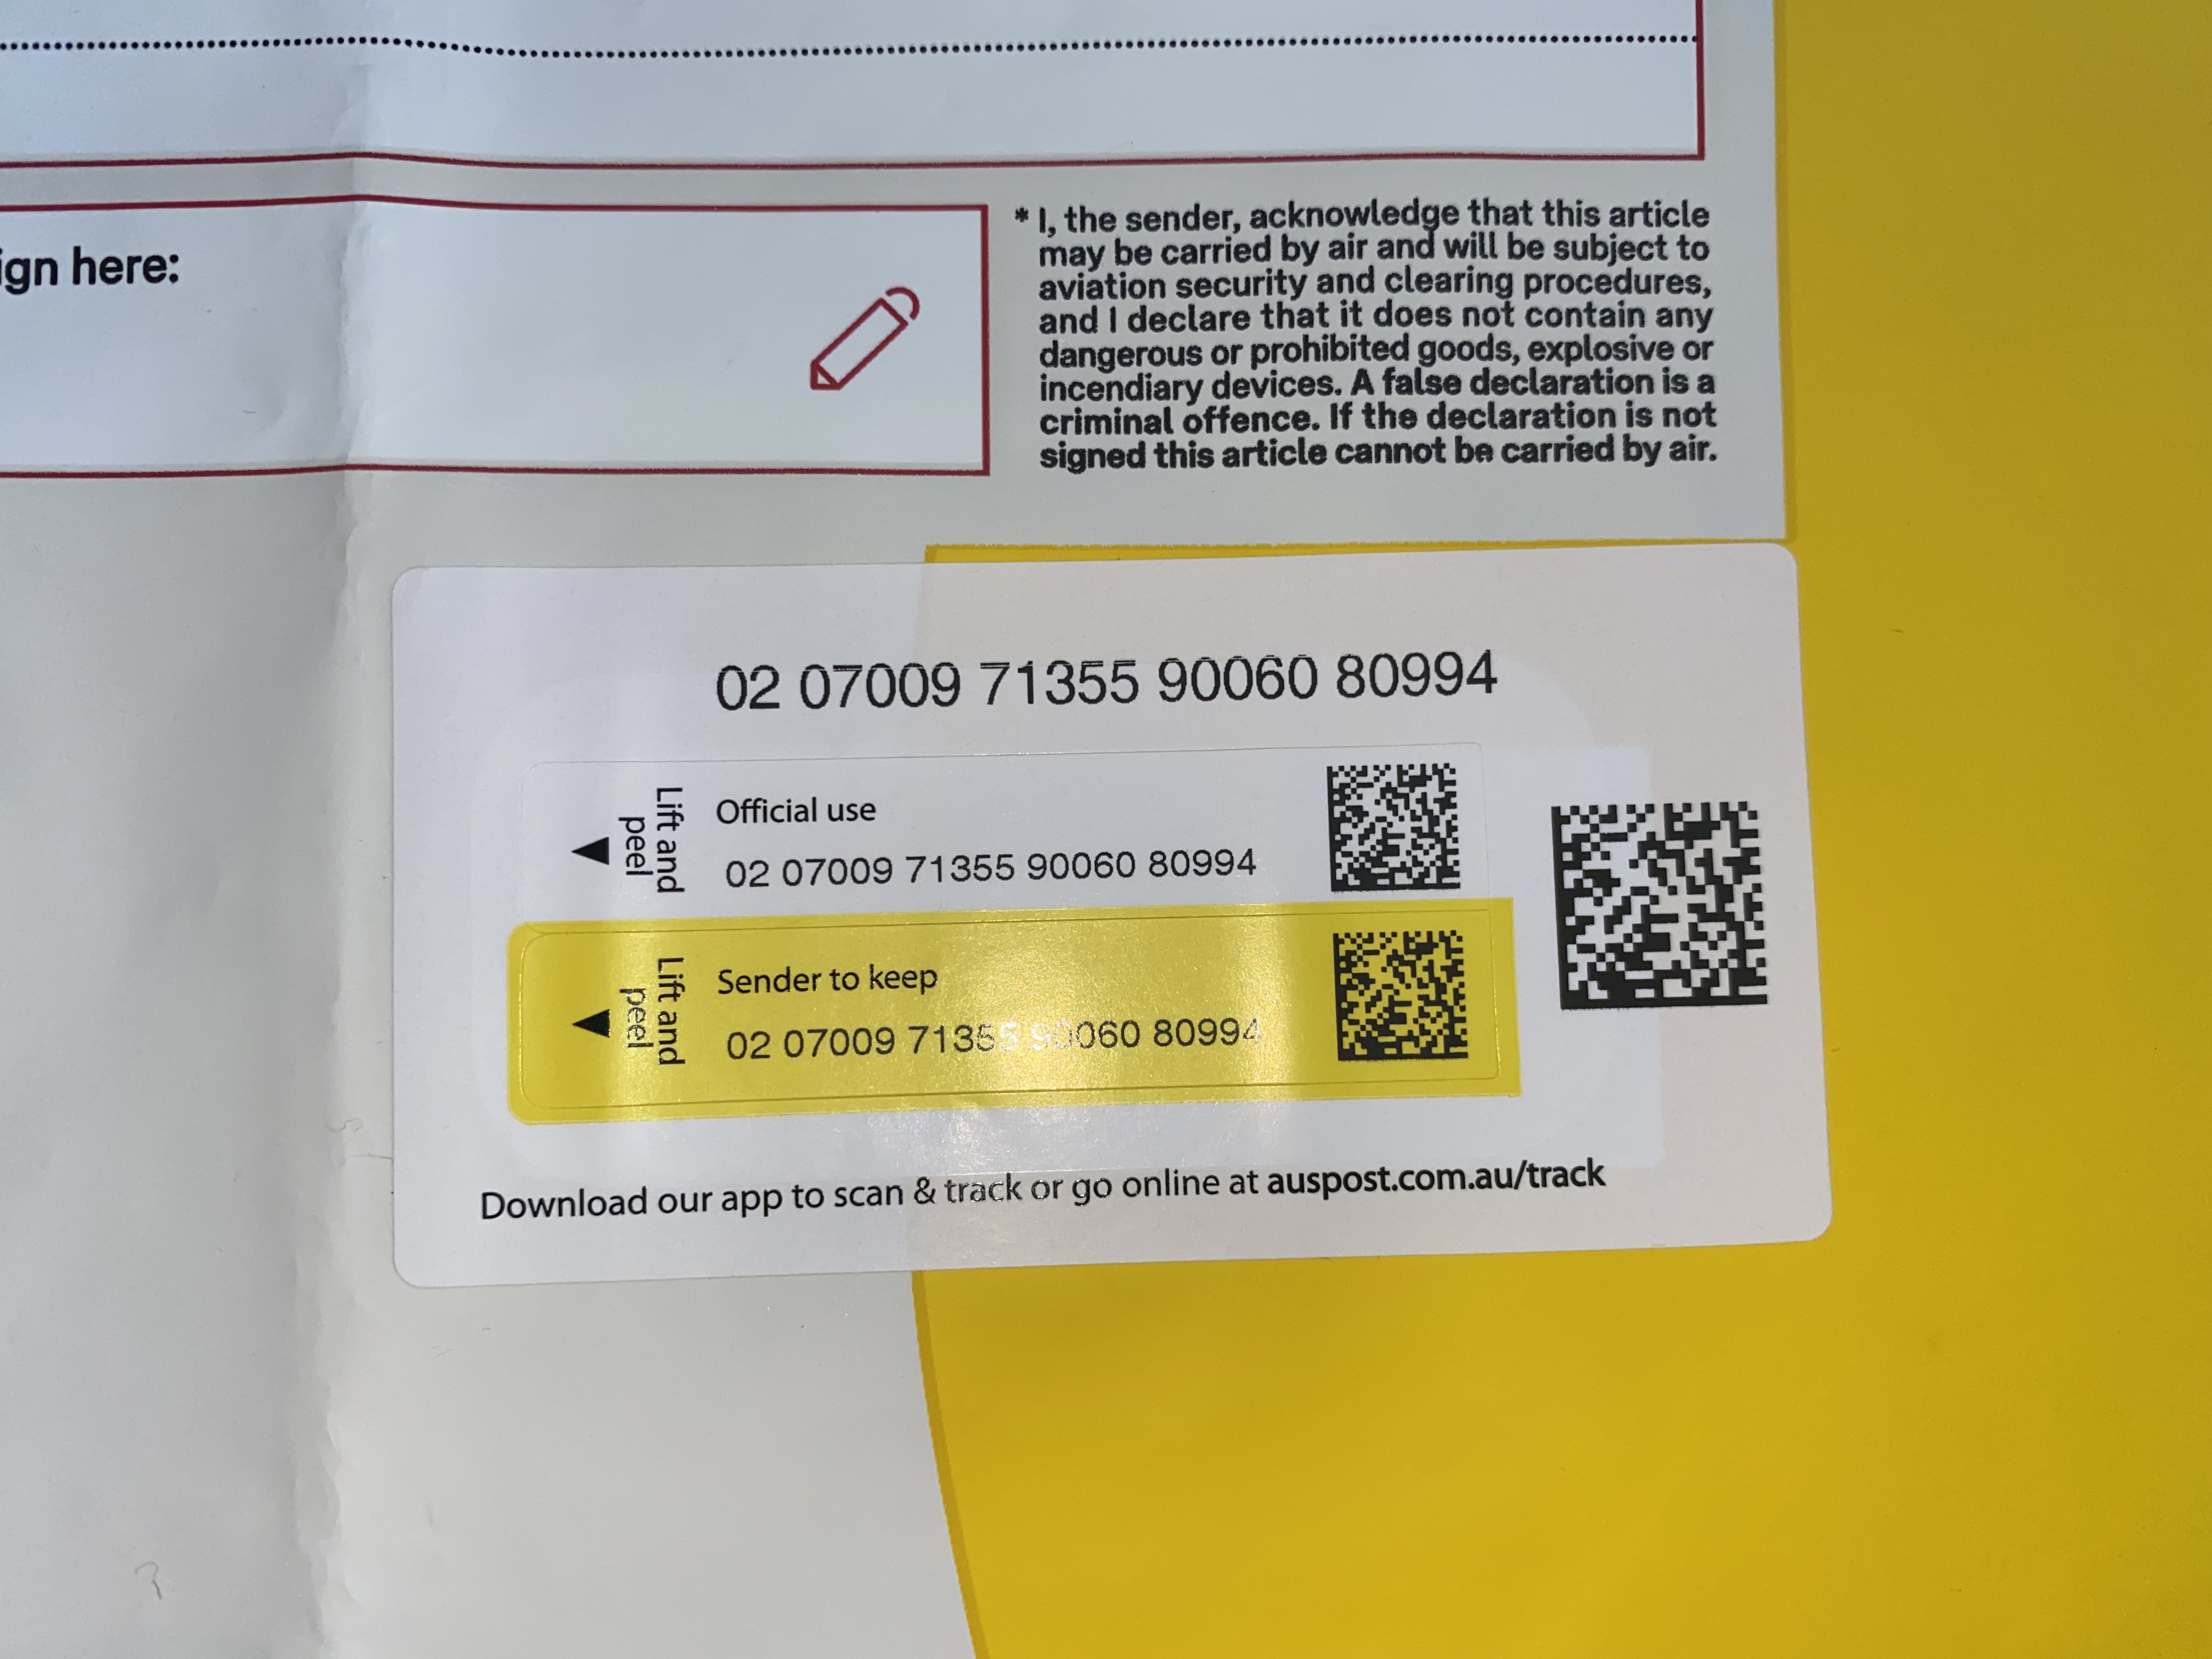 ign here:
* I, the sender, acknowledge that this article
may be carried by air and will be subject to
aviation security and clearing procedures,
and I declare that it does not contain any
dangerous or prohibited goods, explosive or
incendiary devices. A false declaration is a
criminal offence. If the declaration is not
signed this article cannot be carried by air.
02 07009 71355 90060 80994
Lift and
peel
Official use
02 07009 71355 90060 80994
Lift and
peel
Sender to keep
02 07009 71355 90060 80994
Download our app to scan & track or go online at auspost.com.au/track